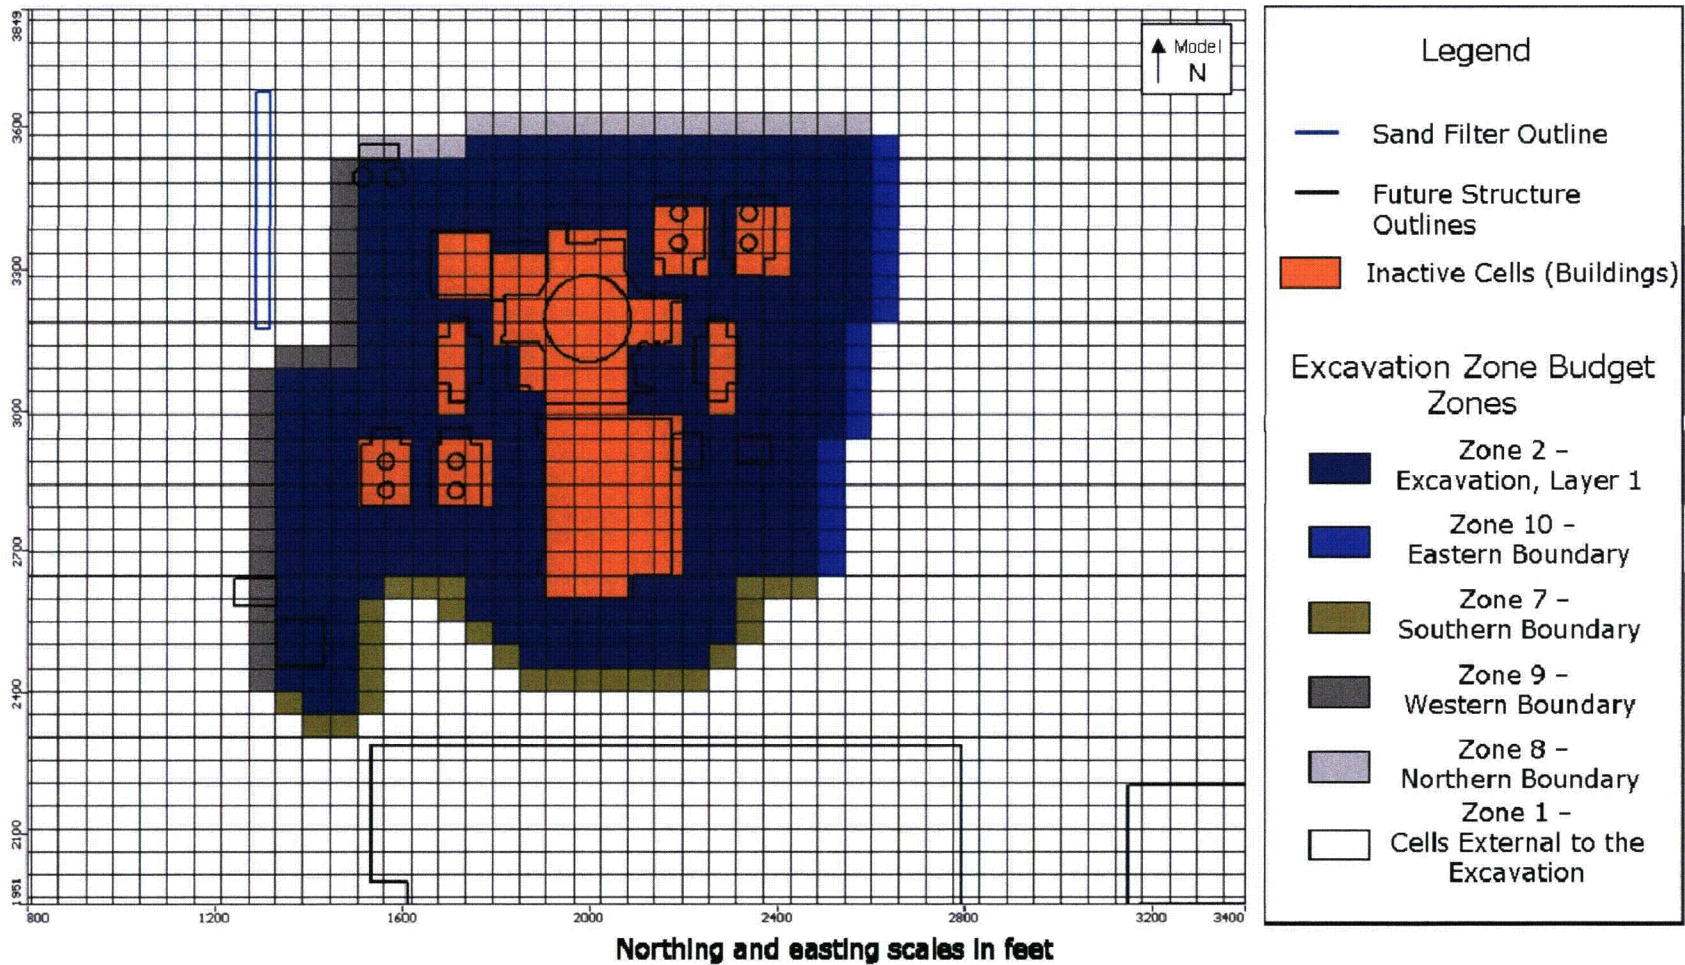 3849
3600
3300
3000
2700
2400
2100
1951
800
1200
1600
2000
2400
2800
3200
3400
Northing and easting scales in feet
Model
N
Legend
Sand Filter Outline
Future Structure
Outlines
Inactive Cells (Buildings)
Excavation Zone Budget
Zones
Zone 2 –
Excavation, Layer 1
Zone 10 –
Eastern Boundary
Zone 7 –
Southern Boundary
Zone 9 –
Western Boundary
Zone 8 –
Northern Boundary
Zone 1 –
Cells External to the
Excavation